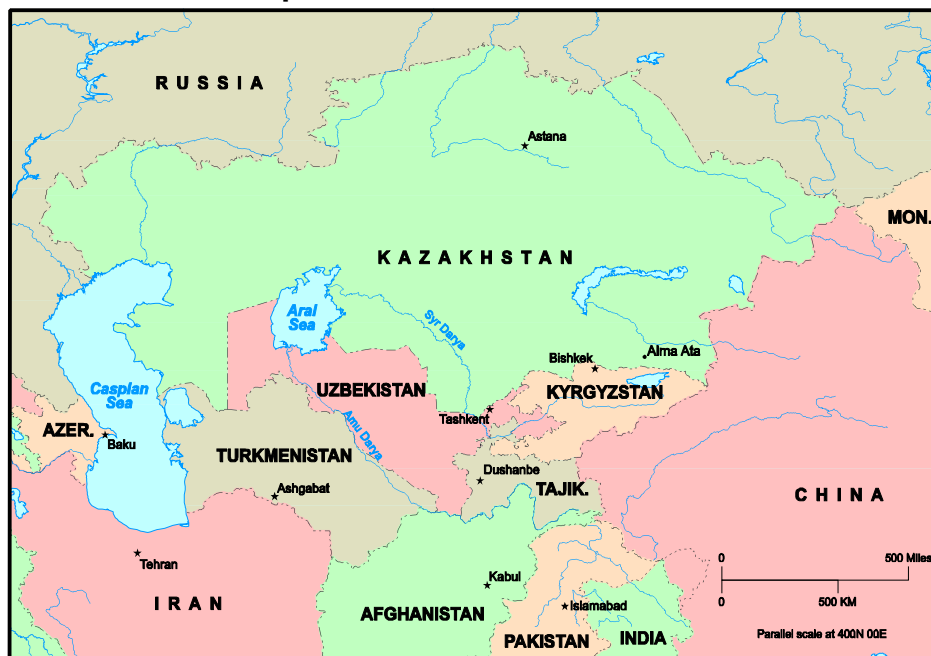 RUSSIA
Astana
MON.
KAZAKHSTAN
Aral
Sea
Syr Darya
Bishkek
Alma Ata
Caspian
Sea
UZBEKISTAN
KYRGYZSTAN
Tashkent
AZER.
Baku
Amu Darya
TURKMENISTAN
Dushanbe
Ashgabat
TAJIK.
CHINA
Tehran
0
500 Miles
Kabul
IRAN
0
500 KM
Islamabad
AFGHANISTAN
PAKISTAN
INDIA
Parallel scale at 400N 00E